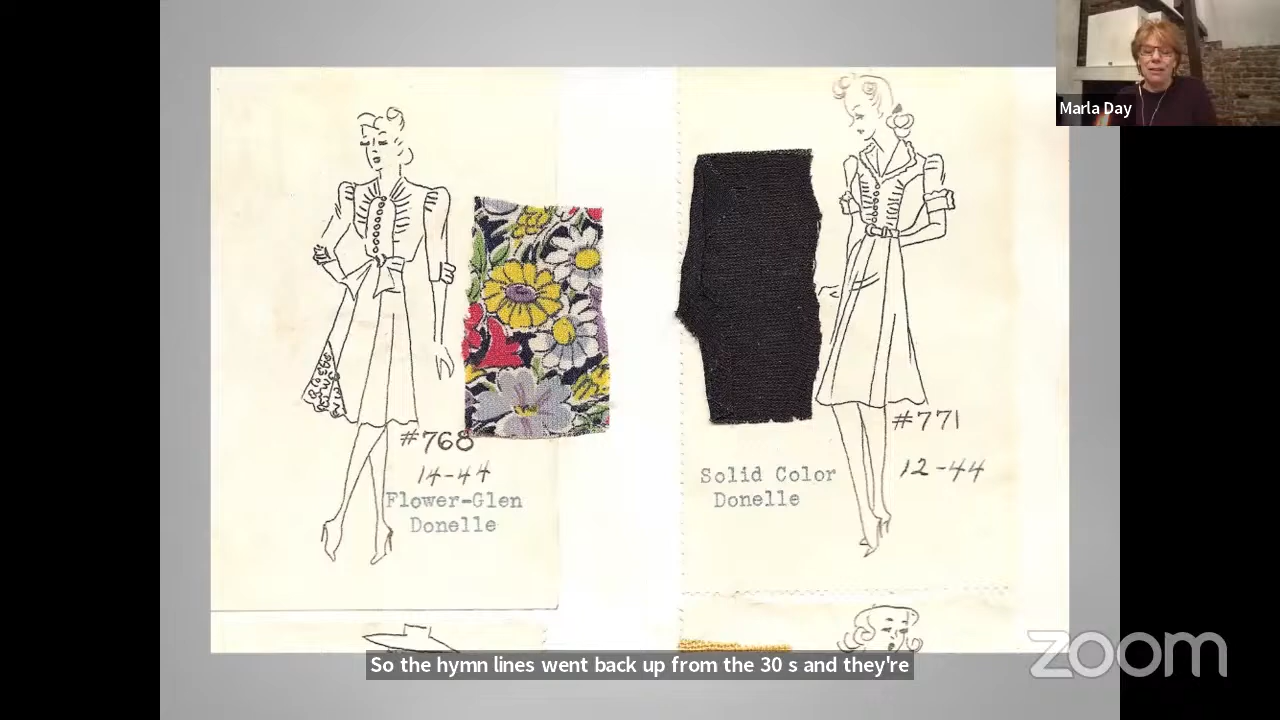 Marla Day
#768
14-44
Flower-Glen
Donelle
#771
12-44
Solid Color
Donelle
So the hymn lines went back up from the 30 s and they're
zoom